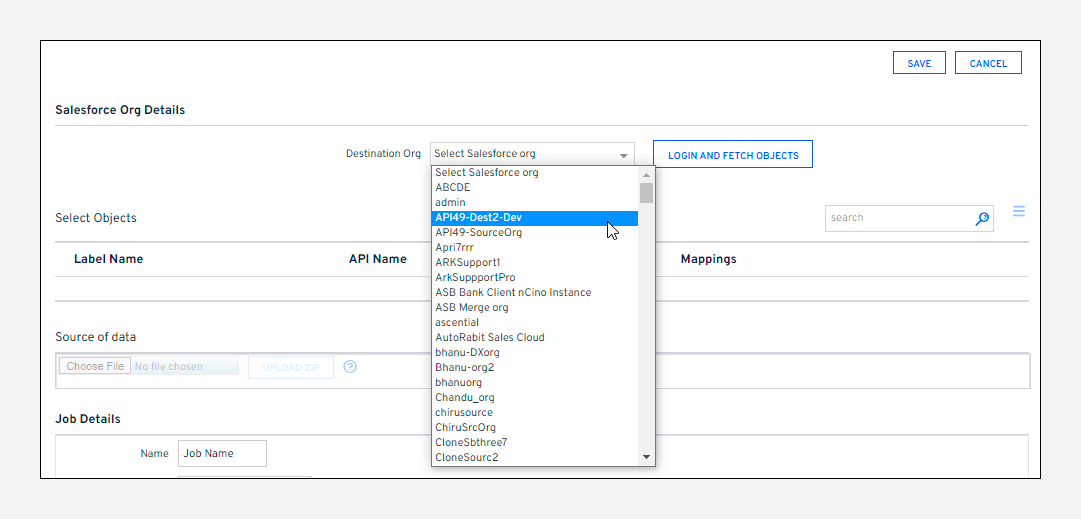 SAVE CANCEL
Salesforce Org Details
Destination Org Select Salesforce org LOGIN AND FETCH OBJECTS
Select Salesforce org
ABCDE
admin
API49-Dest2-Dev
API49-SourceOrg
Apri7rrr
ARKSupport1
ArkSuppportPro
ASB Bank Client nCino Instance
ASB Merge org
ascential
AutoRabit Sales Cloud
bhanu-DXorg
Bhanu-org2
bhanuorg
Chandu_org
chirusource
ChiruSrcOrg
CloneSbthree7
CloneSourc2
Select Objects search
Label Name API Name Mappings
Source of data
Choose File No file chosen UPLOAD ZIP ?
Job Details
Name Job Name